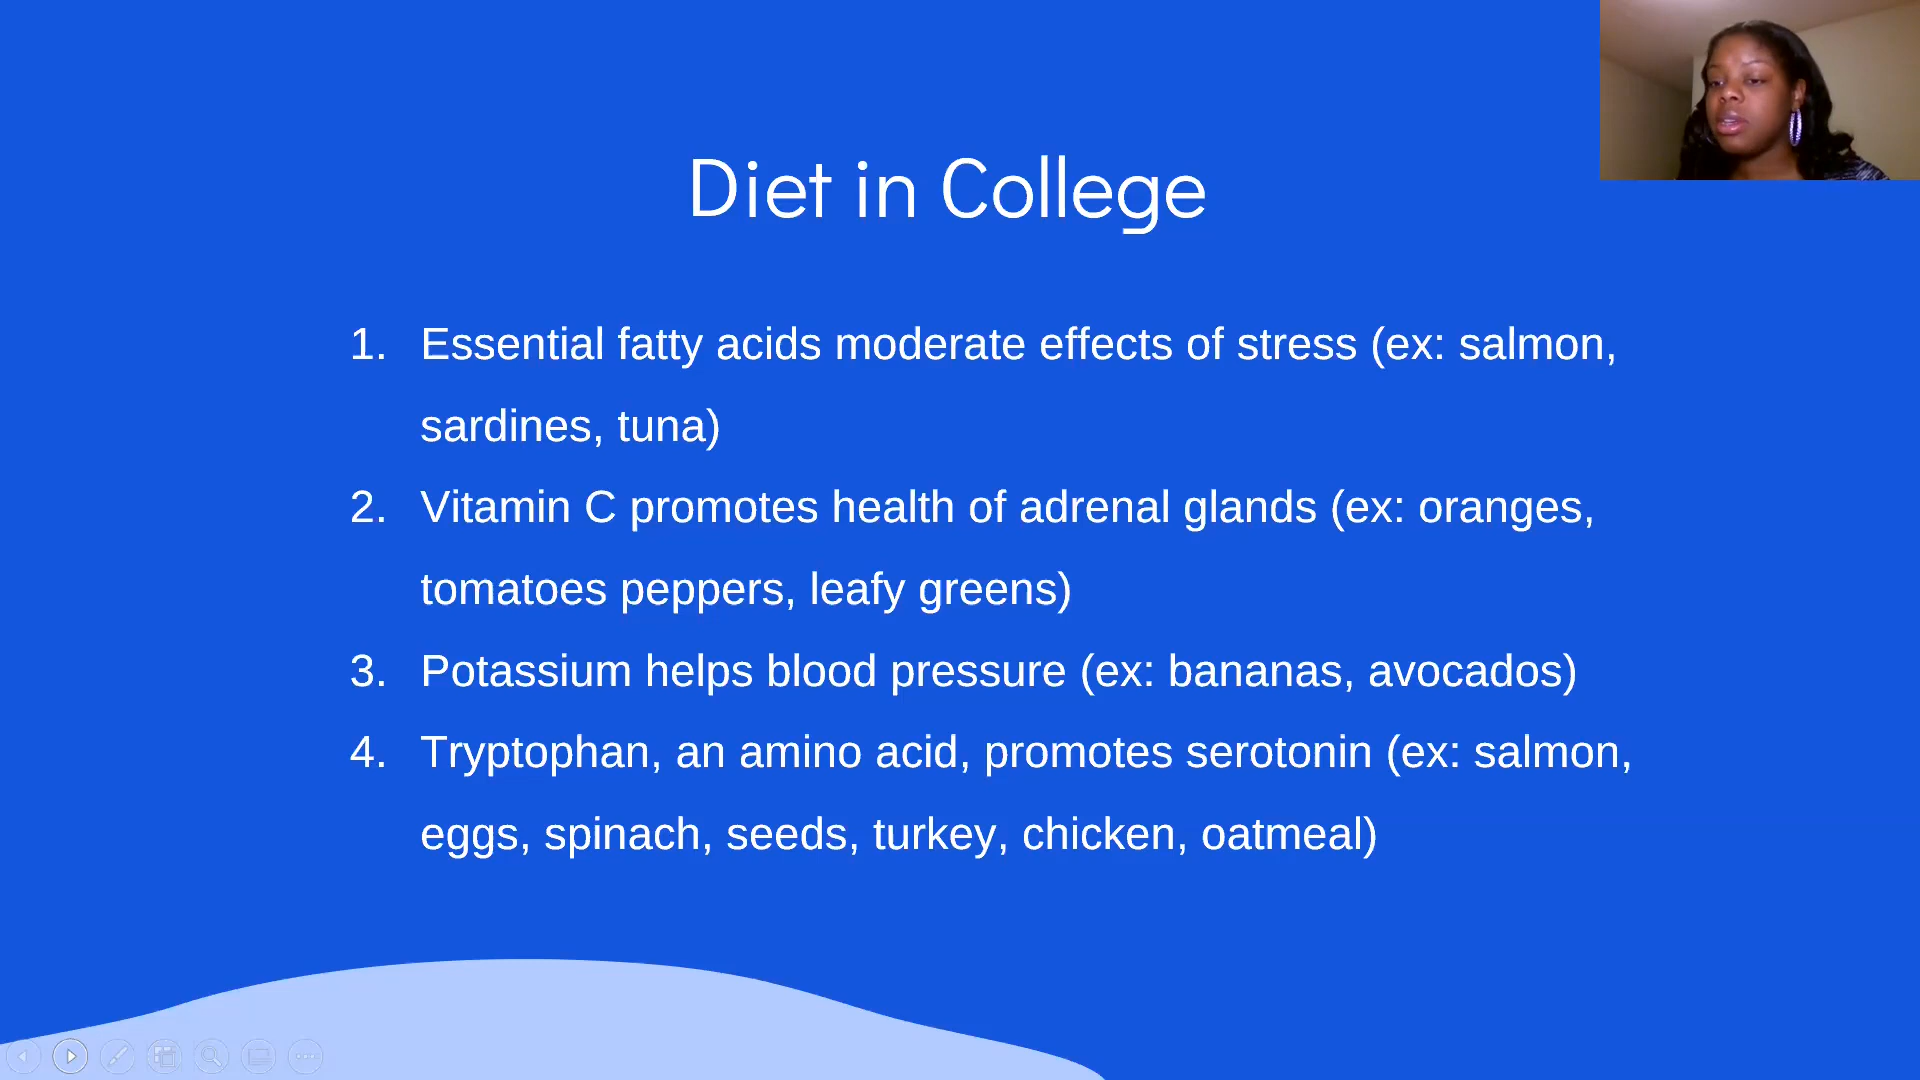 Diet in College
1. Essential fatty acids moderate effects of stress (ex: salmon,
sardines, tuna)
2. Vitamin C promotes health of adrenal glands (ex: oranges,
tomatoes peppers, leafy greens)
3. Potassium helps blood pressure (ex: bananas, avocados)
4. Tryptophan, an amino acid, promotes serotonin (ex: salmon,
eggs, spinach, seeds, turkey, chicken, oatmeal)